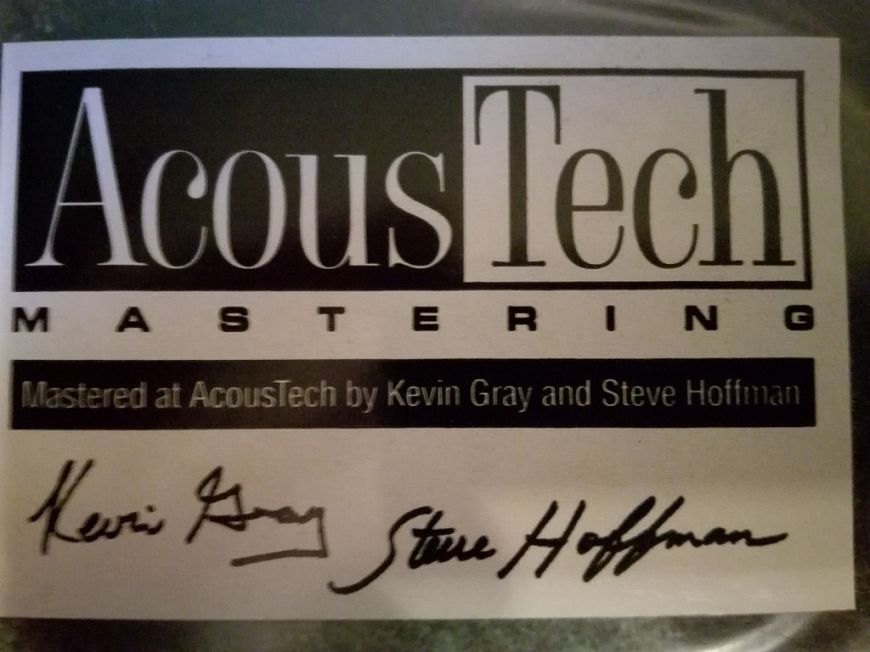 AcousTech
MASTERING
Mastered at AcousTech by Kevin Gray and Steve Hoffman
Kevin Gray Steve Hoffman